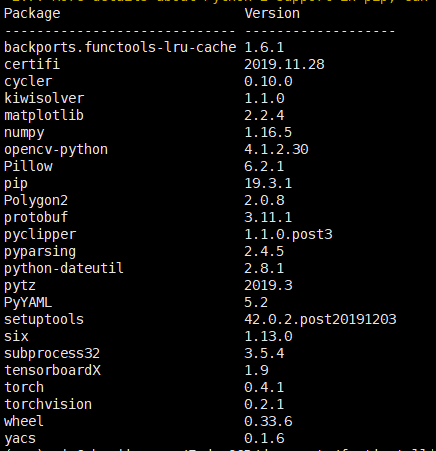 Package Version
---------------------------- ------------------
backports.functools-lru-cache 1.6.1
certifi 2019.11.28
cycler 0.10.0
kiwisolver 1.1.0
matplotlib 2.2.4
numpy 1.16.5
opencv-python 4.1.2.30
Pillow 6.2.1
pip 19.3.1
Polygon2 2.0.8
protobuf 3.11.1
pyclipper 1.1.0.post3
pyparsing 2.4.5
python-dateutil 2.8.1
pytz 2019.3
PyYAML 5.2
setuptools 42.0.2.post20191203
six 1.13.0
subprocess32 3.5.4
tensorboardX 1.9
torch 0.4.1
torchvision 0.2.1
wheel 0.33.6
yacs 0.1.6